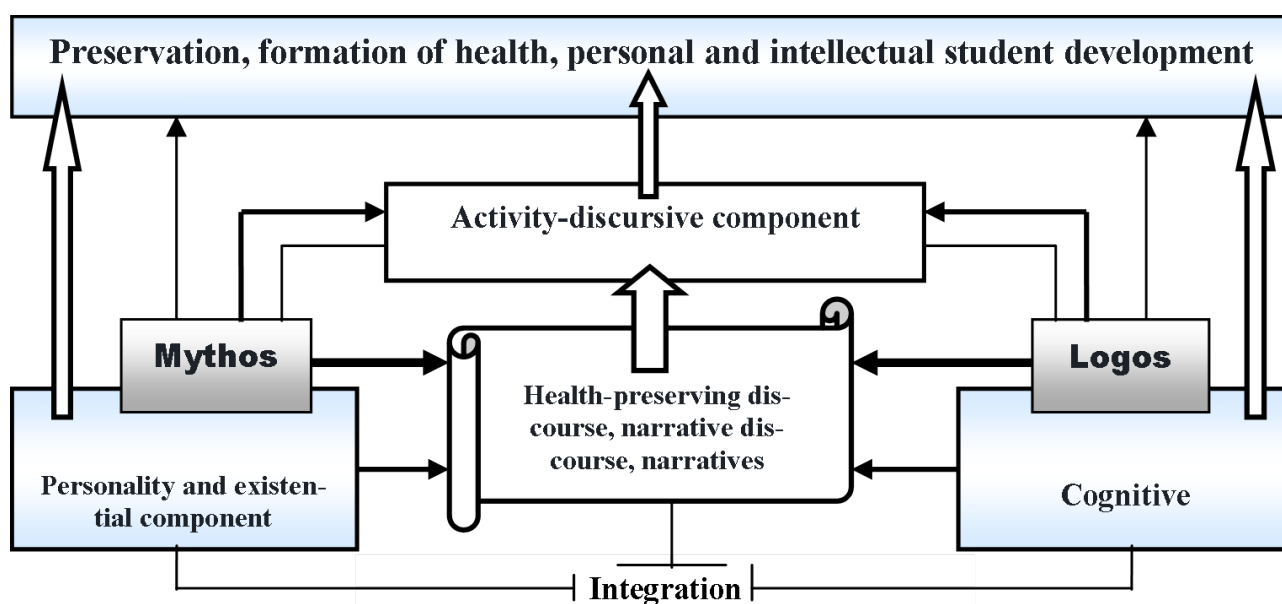 Preservation, formation of health, personal and intellectual student development
Activity-discursive component
Mythos
Logos
Health-preserving dis-
course, narrative dis-
course, narratives
Personality and existen-
tial component
Cognitive
Integration